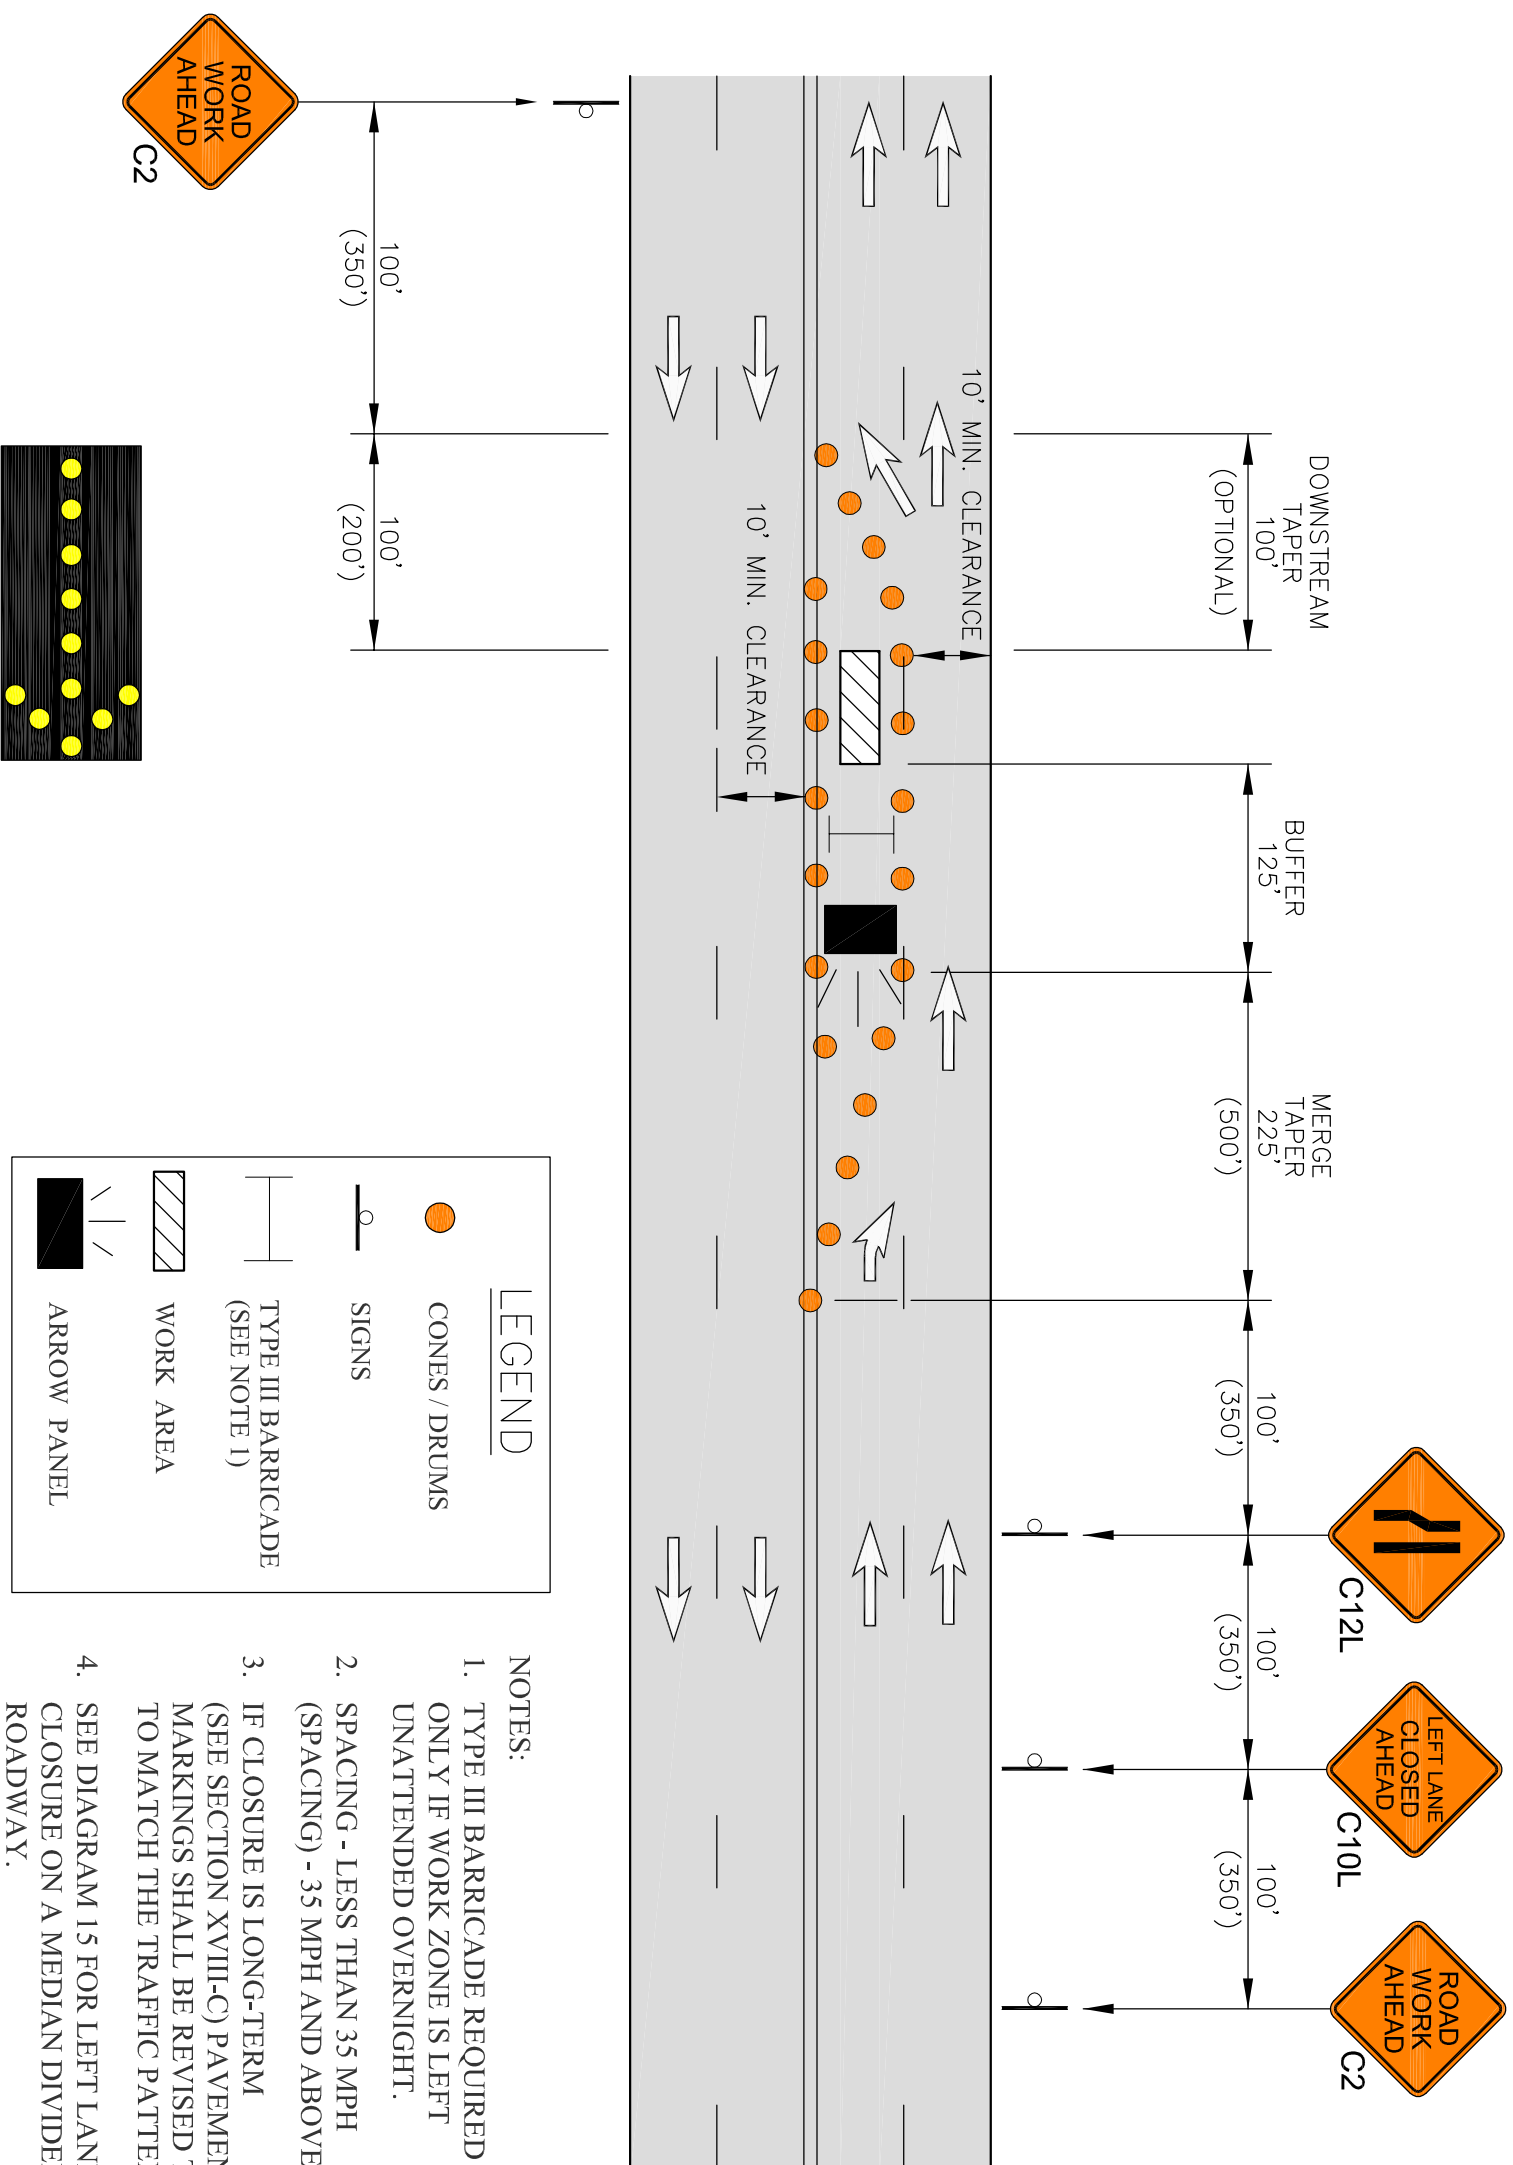 ROAD
WORK
AHEAD
C2
100'
(350')
100'
(200')
10' MIN. CLEARANCE
10' MIN. CLEARANCE
DOWNSTREAM
TAPER
100'
(OPTIONAL)
BUFFER
125'
MERGE
TAPER
225'
(500')
100'
(350')
C12L
100'
(350')
LEFT LANE
CLOSED
AHEAD
C10L
100'
(350')
ROAD
WORK
AHEAD
C2
LEGEND
CONES / DRUMS
SIGNS
TYPE III BARRICADE
(SEE NOTE 1)
WORK AREA
ARROW PANEL
NOTES:
1. TYPE III BARRICADE REQUIRED
ONLY IF WORK ZONE IS LEFT
UNATTENDED OVERNIGHT.
2. SPACING - LESS THAN 35 MPH
(SPACING) - 35 MPH AND ABOVE
3. IF CLOSURE IS LONG-TERM
(SEE SECTION XVIII-C)
MARKINGS SHALL BE REVISED
TO MATCH THE TRAFFIC
4. SEE DIAGRAM 15 FOR LEFT
CLOSURE ON A MEDIAN
ROADWAY.